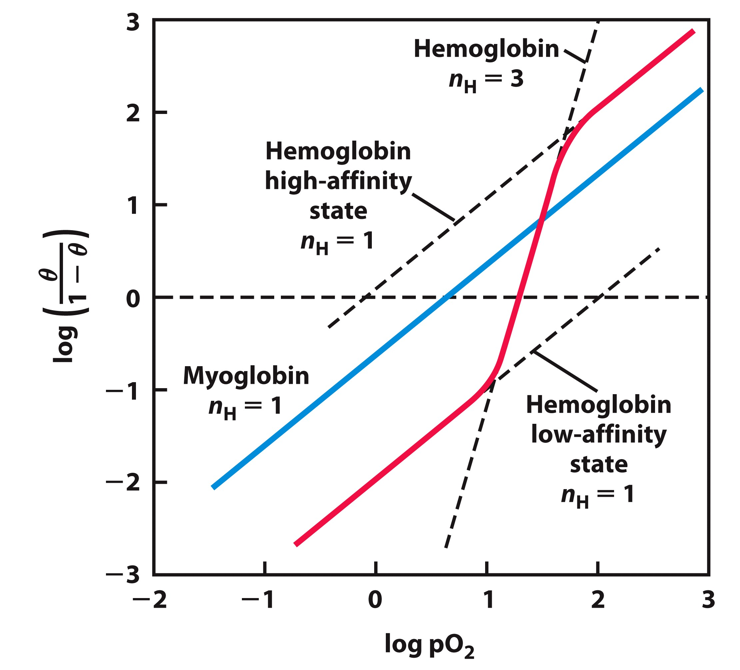 3
2
1
0
−1
−2
−3
−2
−1
0
1
2
3
log pO₂
log (θ / 1 − θ)
Hemoglobin
nH = 3
Hemoglobin
high-affinity
state
nH = 1
Myoglobin
nH = 1
Hemoglobin
low-affinity
state
nH = 1